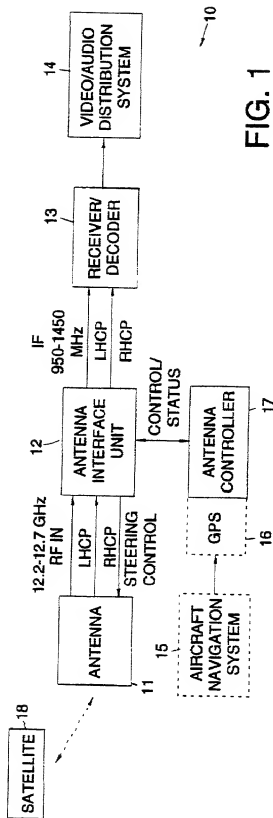 18
SATELLITE
ANTENNA
11
12.2-12.7 GHz
RF IN
LHCP
RHCP
STEERING
CONTROL
12
ANTENNA
INTERFACE
UNIT
IF
950-1450
MHz
LHCP
RHCP
13
RECEIVER/
DECODER
14
VIDEO/AUDIO
DISTRIBUTION
SYSTEM
CONTROL/
STATUS
15
AIRCRAFT
NAVIGATION
SYSTEM
GPS
16
ANTENNA
CONTROLLER
17
10
FIG. 1